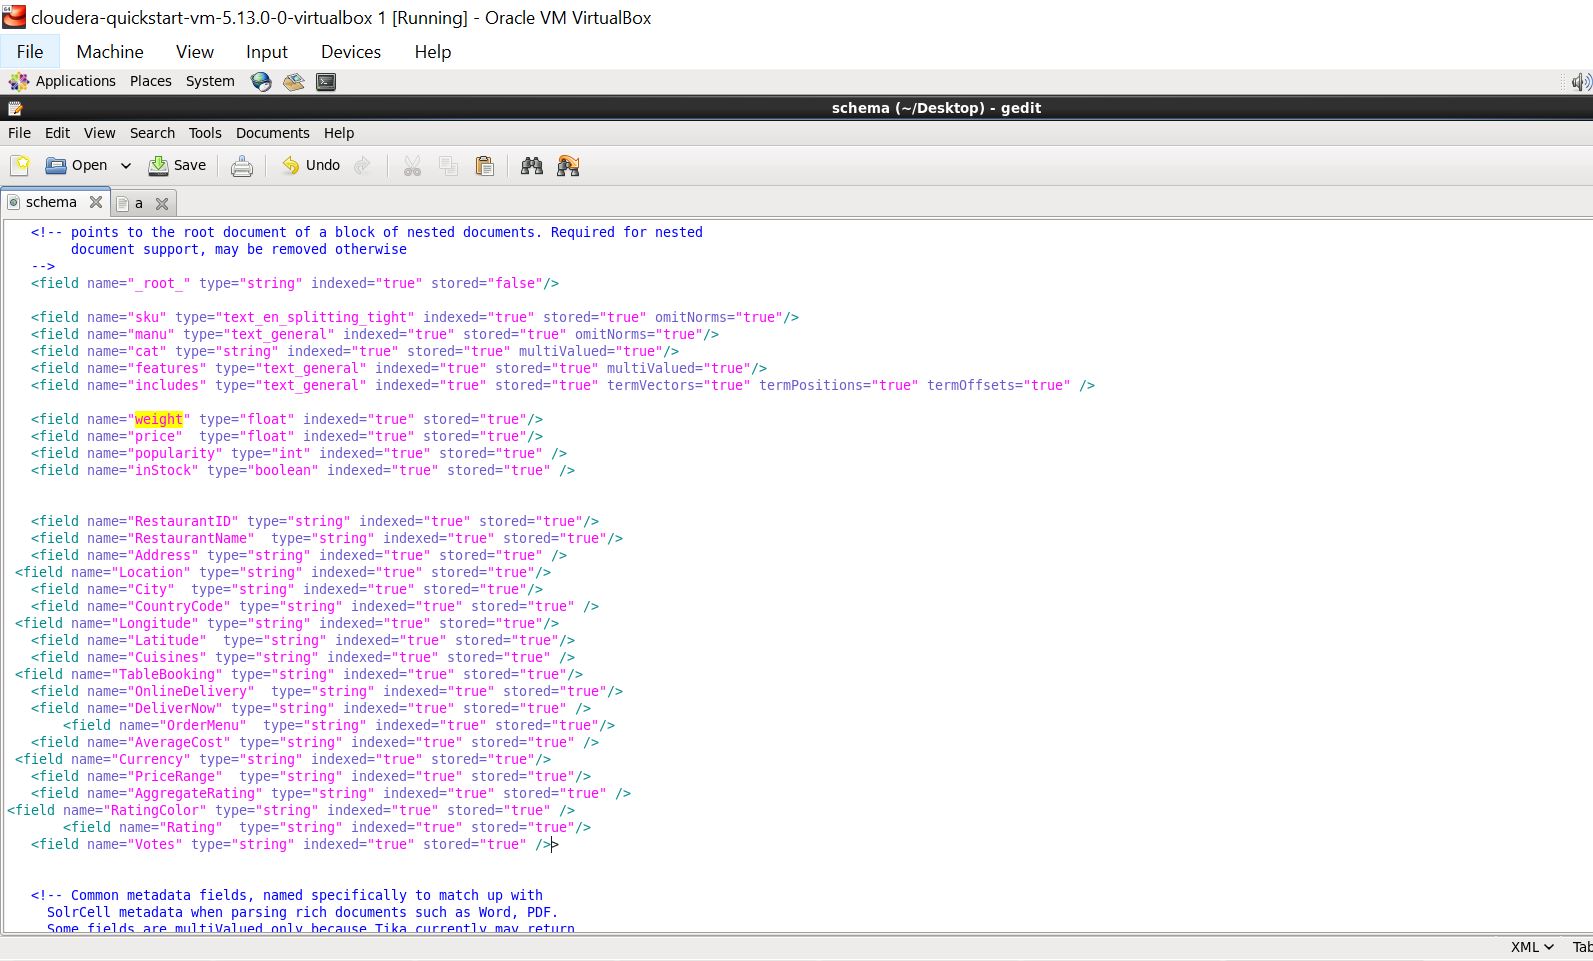 cloudera-quickstart-vm-5.13.0-0-virtualbox 1 [Running] - Oracle VM VirtualBox
File Machine View Input Devices Help
Applications Places System
schema (~/Desktop) - gedit
File Edit View Search Tools Documents Help
Open Save Undo
schema a
<!-- points to the root document of a block of nested documents. Required for nested
document support, may be removed otherwise
-->
<field name="_root_" type="string" indexed="true" stored="false"/>
<field name="sku" type="text_en_splitting_tight" indexed="true" stored="true" omitNorms="true"/>
<field name="manu" type="text_general" indexed="true" stored="true" omitNorms="true"/>
<field name="cat" type="string" indexed="true" stored="true" multiValued="true"/>
<field name="features" type="text_general" indexed="true" stored="true" multiValued="true"/>
<field name="includes" type="text_general" indexed="true" stored="true" termVectors="true" termPositions="true" termOffsets="true" />
<field name="weight" type="float" indexed="true" stored="true"/>
<field name="price"  type="float" indexed="true" stored="true"/>
<field name="popularity" type="int" indexed="true" stored="true" />
<field name="inStock" type="boolean" indexed="true" stored="true" />
<field name="RestaurantID" type="string" indexed="true" stored="true"/>
<field name="RestaurantName"  type="string" indexed="true" stored="true"/>
<field name="Address" type="string" indexed="true" stored="true" />
<field name="Location" type="string" indexed="true" stored="true"/>
<field name="City"  type="string" indexed="true" stored="true"/>
<field name="CountryCode" type="string" indexed="true" stored="true" />
<field name="Longitude" type="string" indexed="true" stored="true"/>
<field name="Latitude"  type="string" indexed="true" stored="true"/>
<field name="Cuisines" type="string" indexed="true" stored="true" />
<field name="TableBooking" type="string" indexed="true" stored="true"/>
<field name="OnlineDelivery"  type="string" indexed="true" stored="true"/>
<field name="DeliverNow" type="string" indexed="true" stored="true" />
<field name="OrderMenu"  type="string" indexed="true" stored="true"/>
<field name="AverageCost" type="string" indexed="true" stored="true" />
<field name="Currency" type="string" indexed="true" stored="true"/>
<field name="PriceRange"  type="string" indexed="true" stored="true"/>
<field name="AggregateRating" type="string" indexed="true" stored="true" />
<field name="RatingColor" type="string" indexed="true" stored="true" />
<field name="Rating"  type="string" indexed="true" stored="true"/>
<field name="Votes" type="string" indexed="true" stored="true" />>
<!-- Common metadata fields, named specifically to match up with
SolrCell metadata when parsing rich documents such as Word, PDF.
Some fields are multiValued only because Tika currently may return
XML Tab